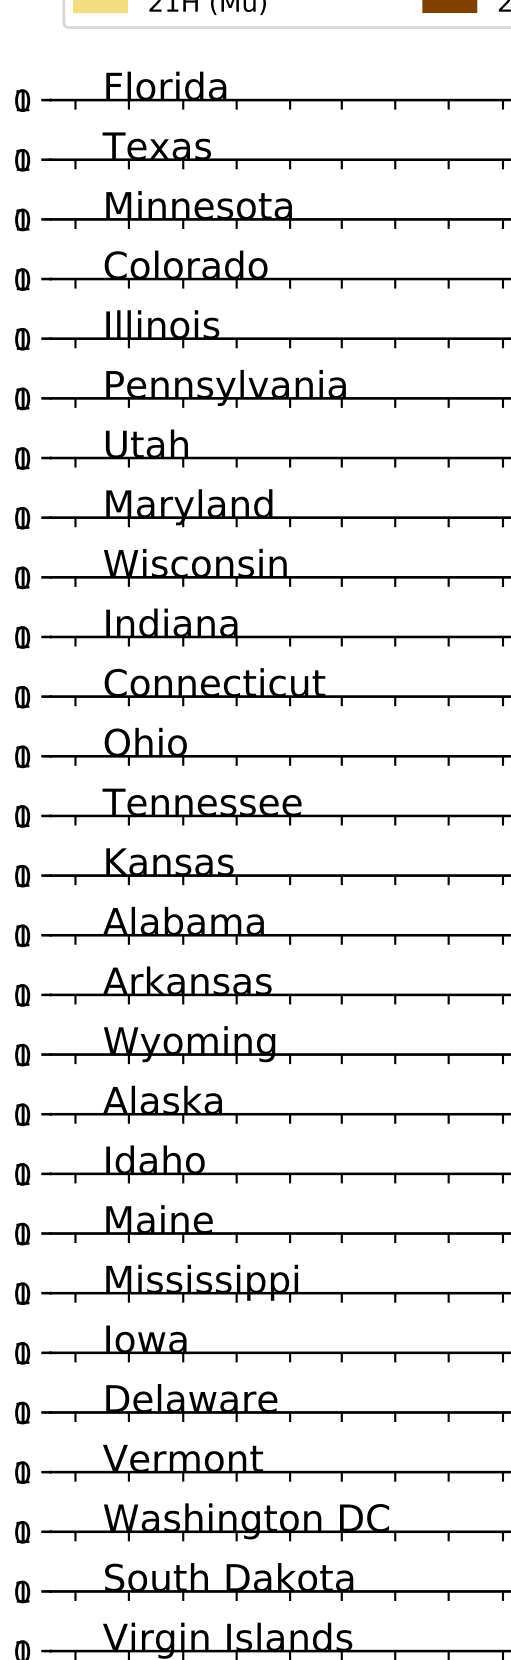 21H (Mu) 2
Florida
Texas
Minnesota
Colorado
Illinois
Pennsylvania
Utah
Maryland
Wisconsin
Indiana
Connecticut
Ohio
Tennessee
Kansas
Alabama
Arkansas
Wyoming
Alaska
Idaho
Maine
Mississippi
Iowa
Delaware
Vermont
Washington DC
South Dakota
Virgin Islands